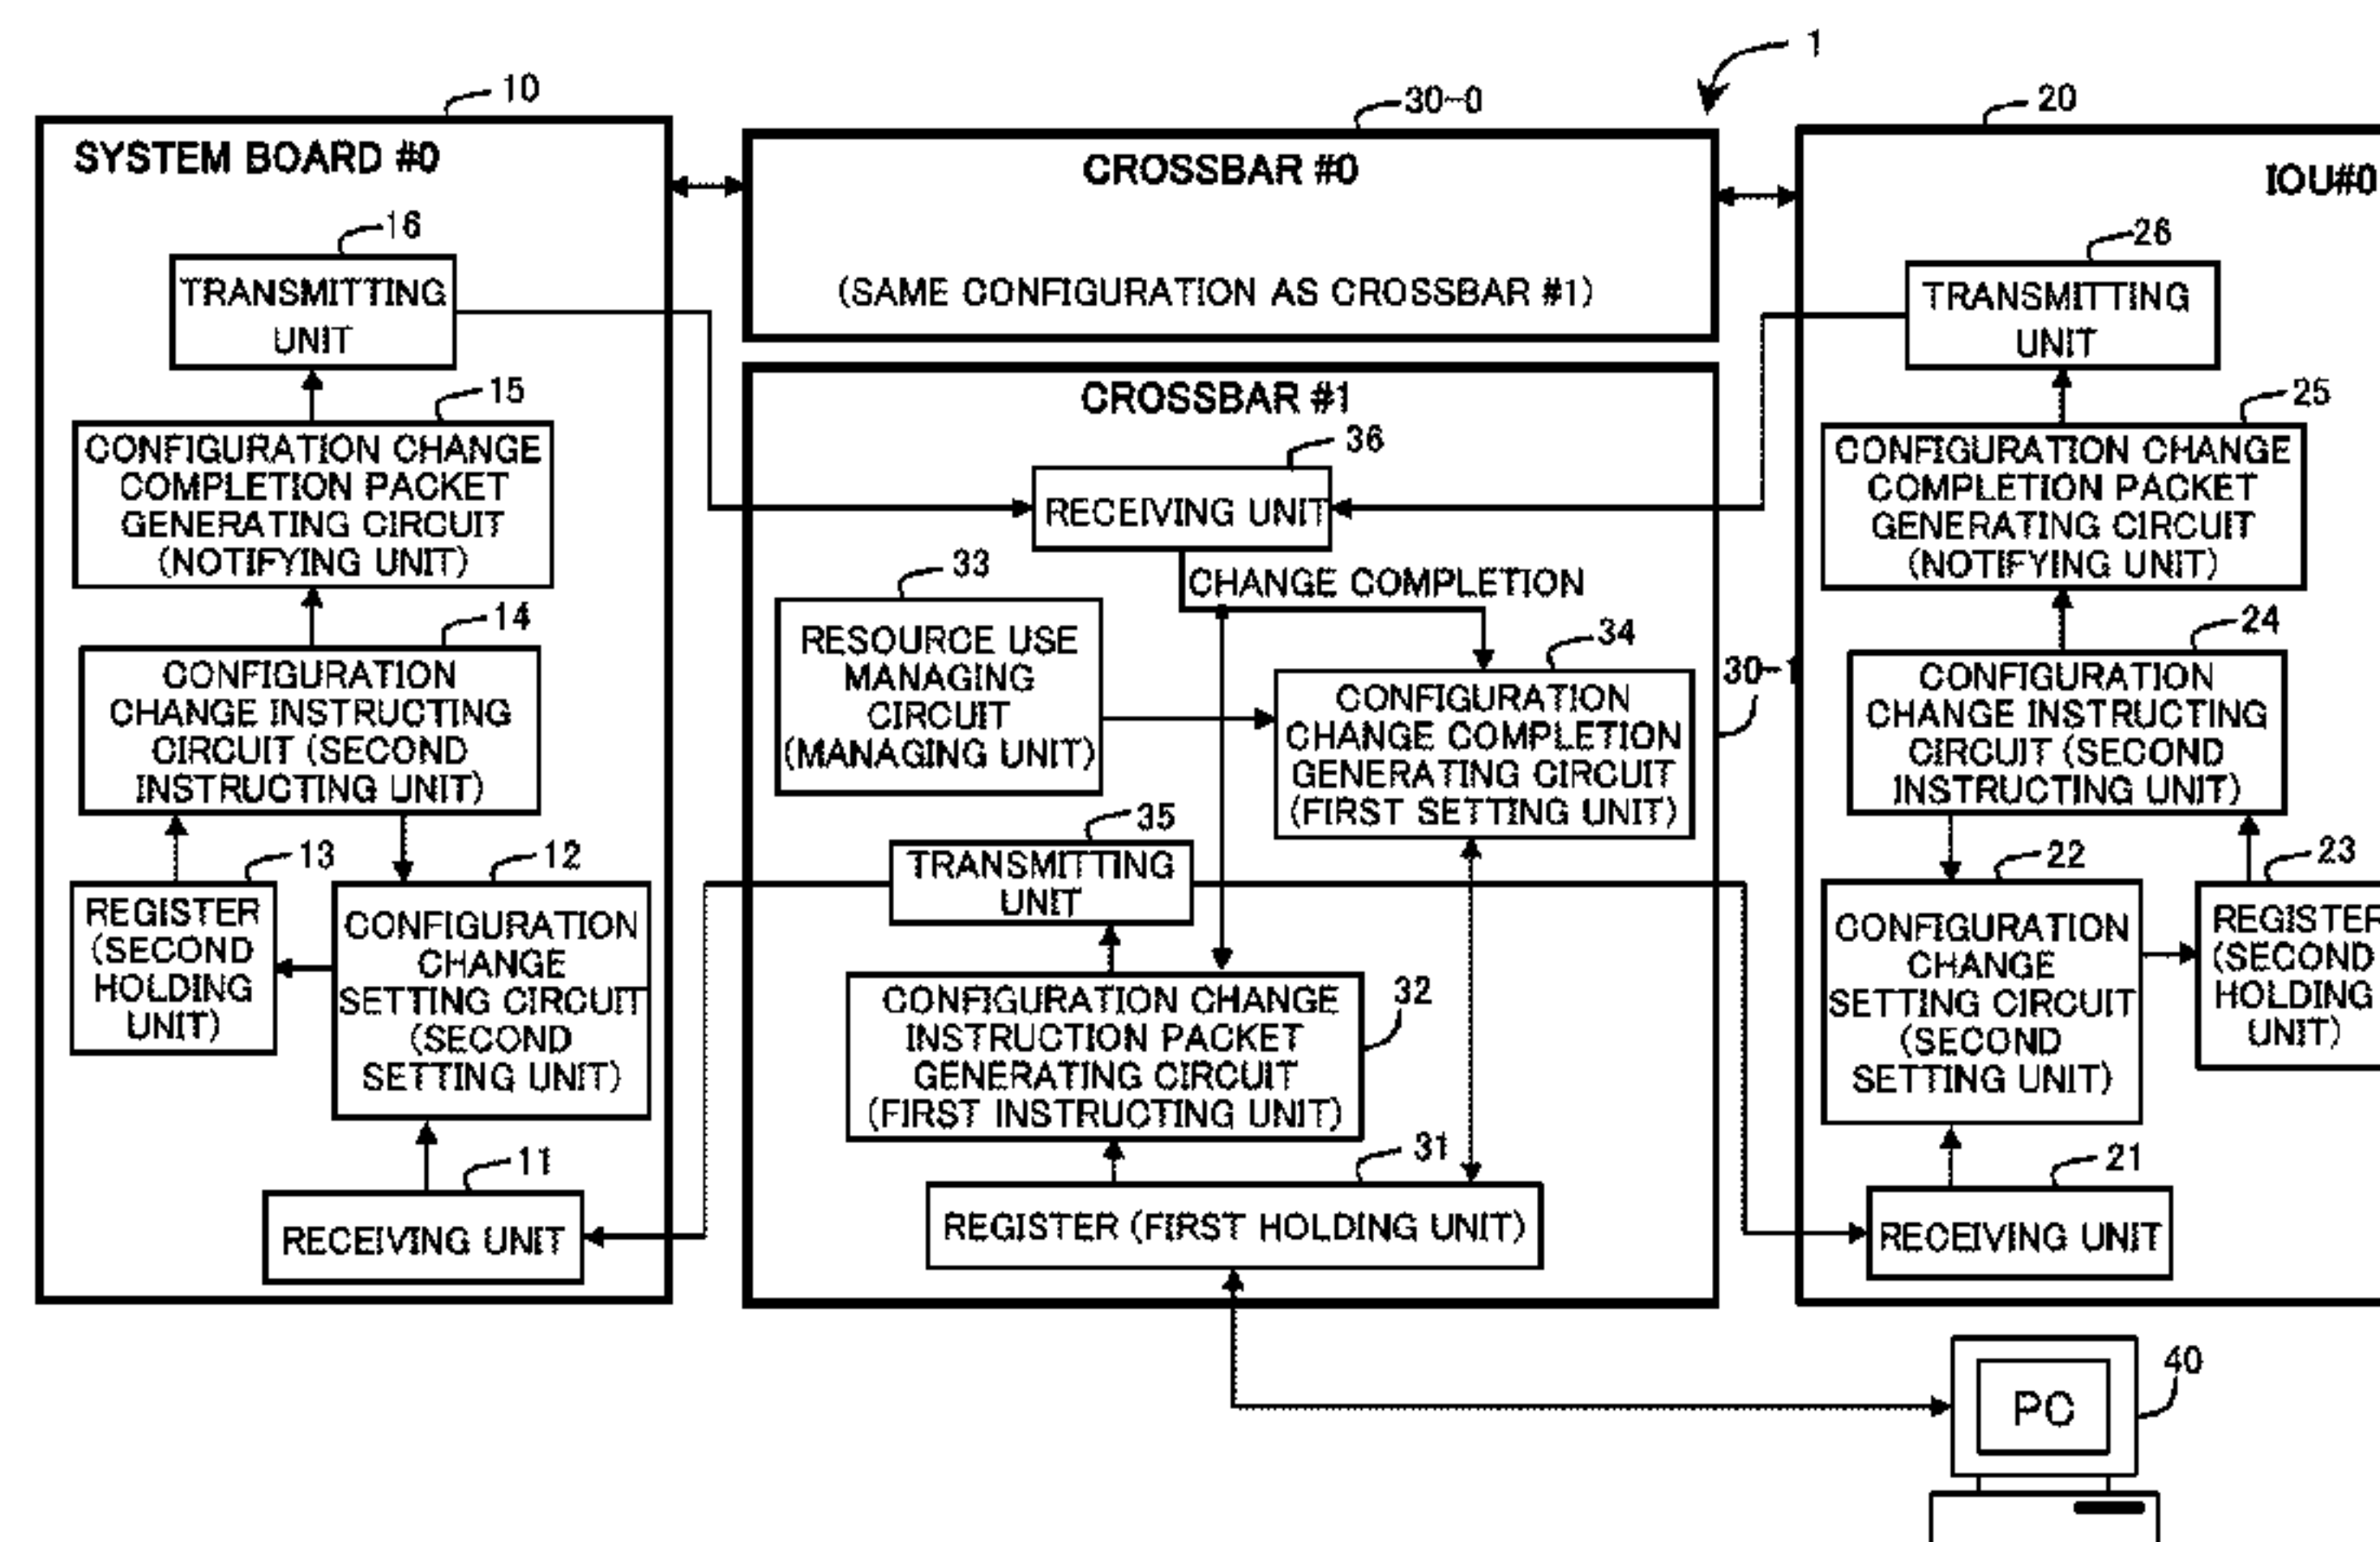 1
10
SYSTEM BOARD #0
16
TRANSMITTING
UNIT
15
CONFIGURATION CHANGE
COMPLETION PACKET
GENERATING CIRCUIT
(NOTIFYING UNIT)
14
CONFIGURATION
CHANGE INSTRUCTING
CIRCUIT (SECOND
INSTRUCTING UNIT)
13
REGISTER
(SECOND
HOLDING
UNIT)
12
CONFIGURATION
CHANGE
SETTING CIRCUIT
(SECOND
SETTING UNIT)
11
RECEIVING UNIT
30-0
CROSSBAR #0
(SAME CONFIGURATION AS CROSSBAR #1)
CROSSBAR #1
36
RECEIVING UNIT
CHANGE COMPLETION
33
RESOURCE USE
MANAGING
CIRCUIT
(MANAGING UNIT)
34
CONFIGURATION
CHANGE COMPLETION
GENERATING CIRCUIT
(FIRST SETTING UNIT)
30-1
35
TRANSMITTING
UNIT
32
CONFIGURATION CHANGE
INSTRUCTION PACKET
GENERATING CIRCUIT
(FIRST INSTRUCTING UNIT)
31
REGISTER (FIRST HOLDING UNIT)
20
IOU#0
26
TRANSMITTING
UNIT
25
CONFIGURATION CHANGE
COMPLETION PACKET
GENERATING CIRCUIT
(NOTIFYING UNIT)
24
CONFIGURATION
CHANGE INSTRUCTING
CIRCUIT (SECOND
INSTRUCTING UNIT)
22
CONFIGURATION
CHANGE
SETTING CIRCUIT
(SECOND
SETTING UNIT)
23
REGISTER
(SECOND
HOLDING
UNIT)
21
RECEIVING UNIT
40
PC